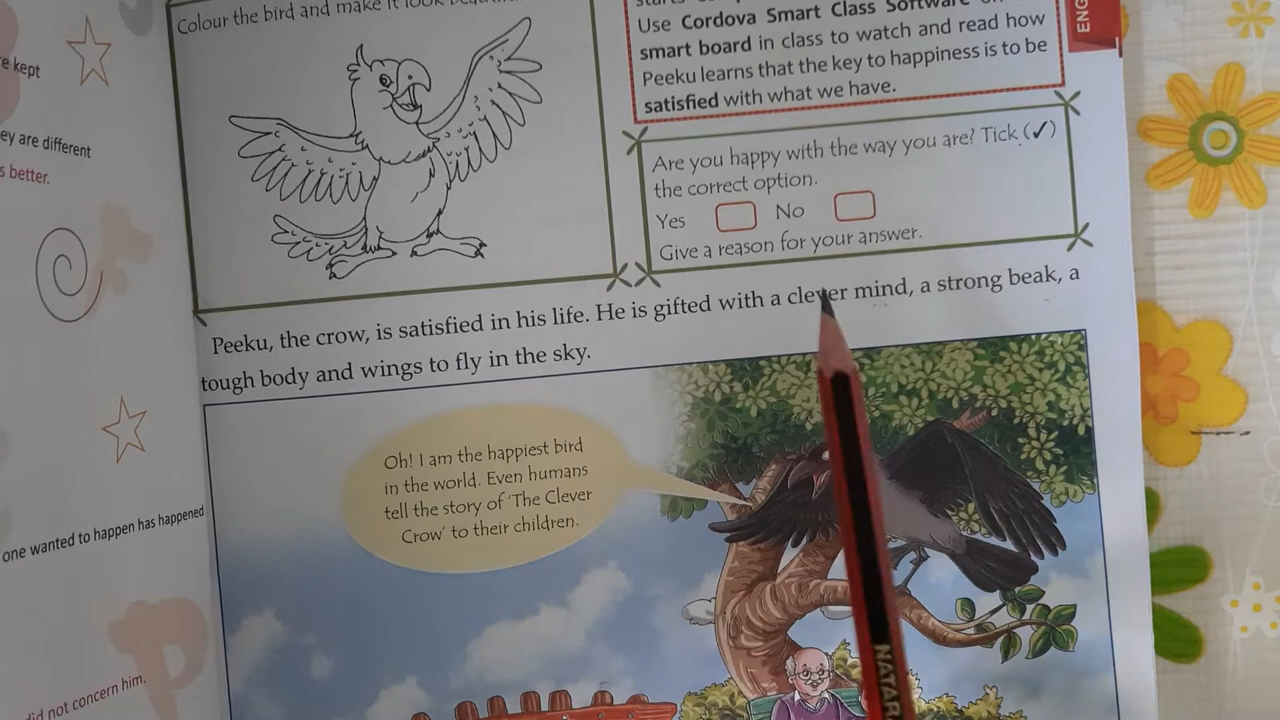 Colour the bird and make it look
Use Cordova Smart Class Software
smart board in class to watch and read how
Peeku learns that the key to happiness is to be
satisfied with what we have.
ENG
Are you happy with the way you are? Tick (✓)
the correct option.
Yes No
Give a reason for your answer.
e kept
ey are different
s better.
one wanted to happen has happened
did not concern him.
Peeku, the crow, is satisfied in his life. He is gifted with a clever mind, a strong beak, a
tough body and wings to fly in the sky.
Oh! I am the happiest bird
in the world. Even humans
tell the story of 'The Clever
Crow' to their children.
NATAR